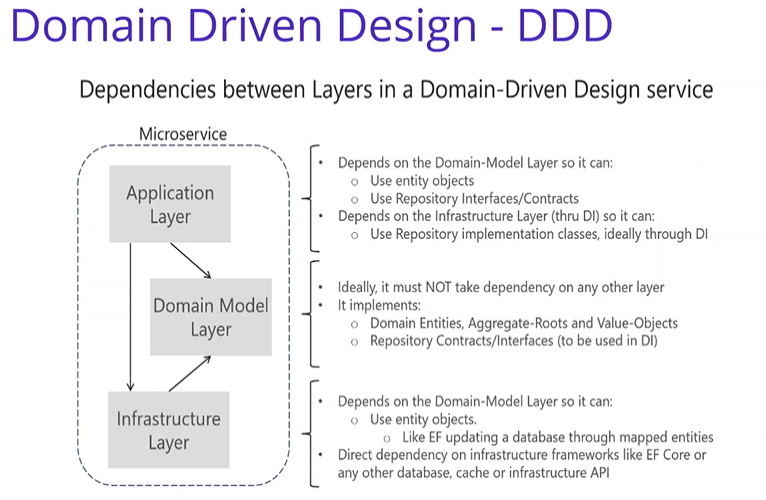 Domain Driven Design - DDD
Dependencies between Layers in a Domain-Driven Design service
Microservice
Application
Layer
• Depends on the Domain-Model Layer so it can:
○ Use entity objects
○ Use Repository Interfaces/Contracts
• Depends on the Infrastructure Layer (thru DI) so it can:
○ Use Repository implementation classes, ideally through DI
Domain Model
Layer
• Ideally, it must NOT take dependency on any other layer
• It implements:
○ Domain Entities, Aggregate-Roots and Value-Objects
○ Repository Contracts/Interfaces (to be used in DI)
Infrastructure
Layer
• Depends on the Domain-Model Layer so it can:
○ Use entity objects.
○ Like EF updating a database through mapped entities
• Direct dependency on infrastructure frameworks like EF Core or
any other database, cache or infrastructure API